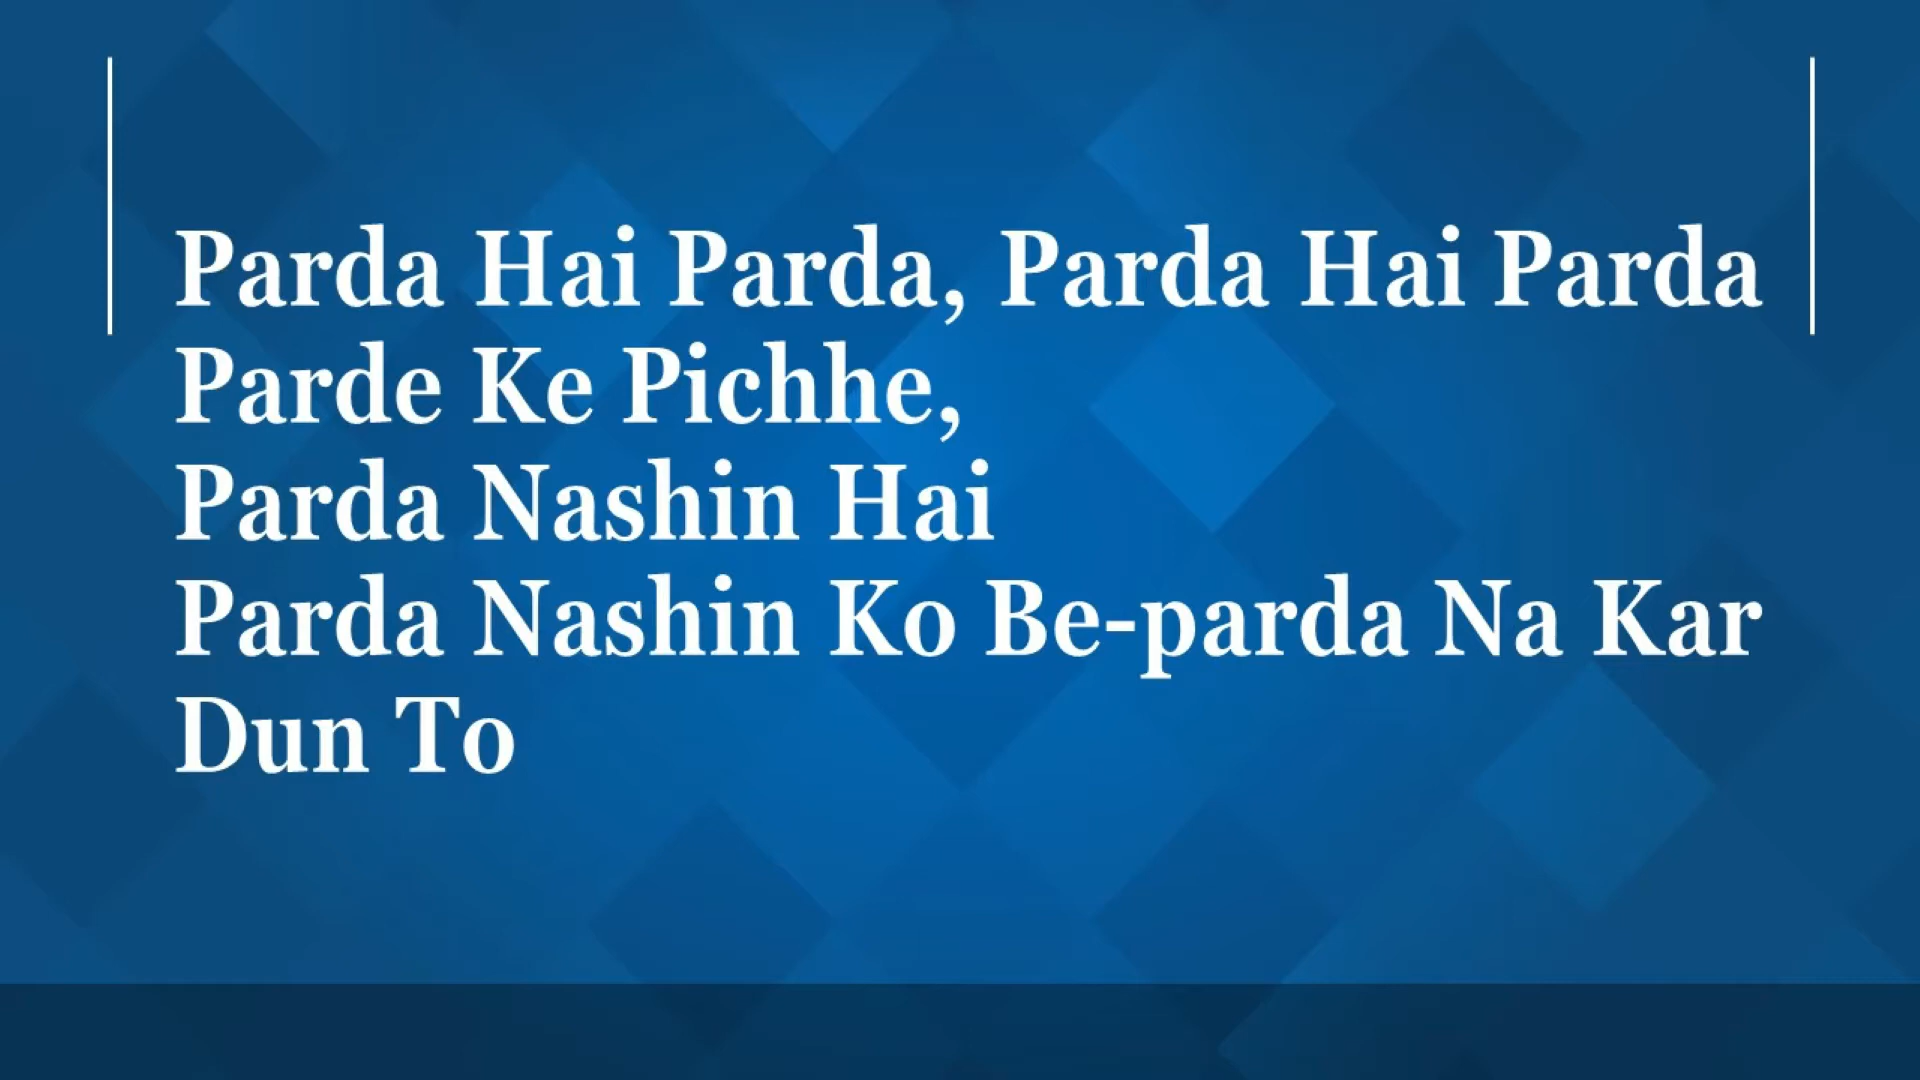 Parda Hai Parda, Parda Hai Parda
Parde Ke Pichhe,
Parda Nashin Hai
Parda Nashin Ko Be-parda Na Kar
Dun To